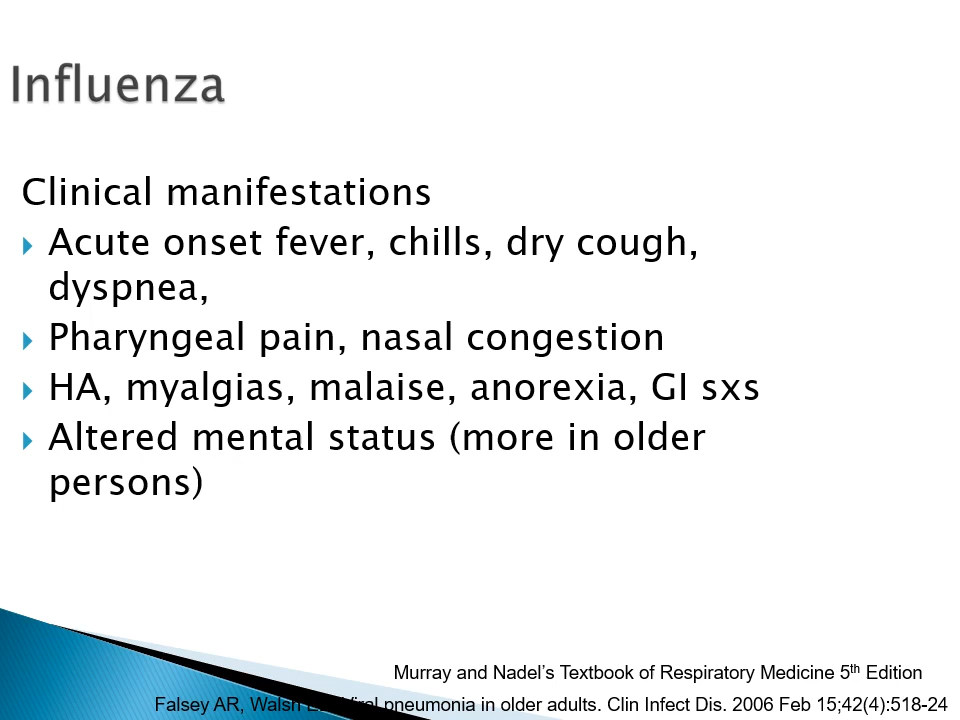 Influenza
Clinical manifestations
Acute onset fever, chills, dry cough,
dyspnea,
Pharyngeal pain, nasal congestion
HA, myalgias, malaise, anorexia, GI sxs
Altered mental status (more in older
persons)
Murray and Nadel's Textbook of Respiratory Medicine 5th Edition
Falsey AR, Walsh Viral pneumonia in older adults. Clin Infect Dis. 2006 Feb 15;42(4):518-24